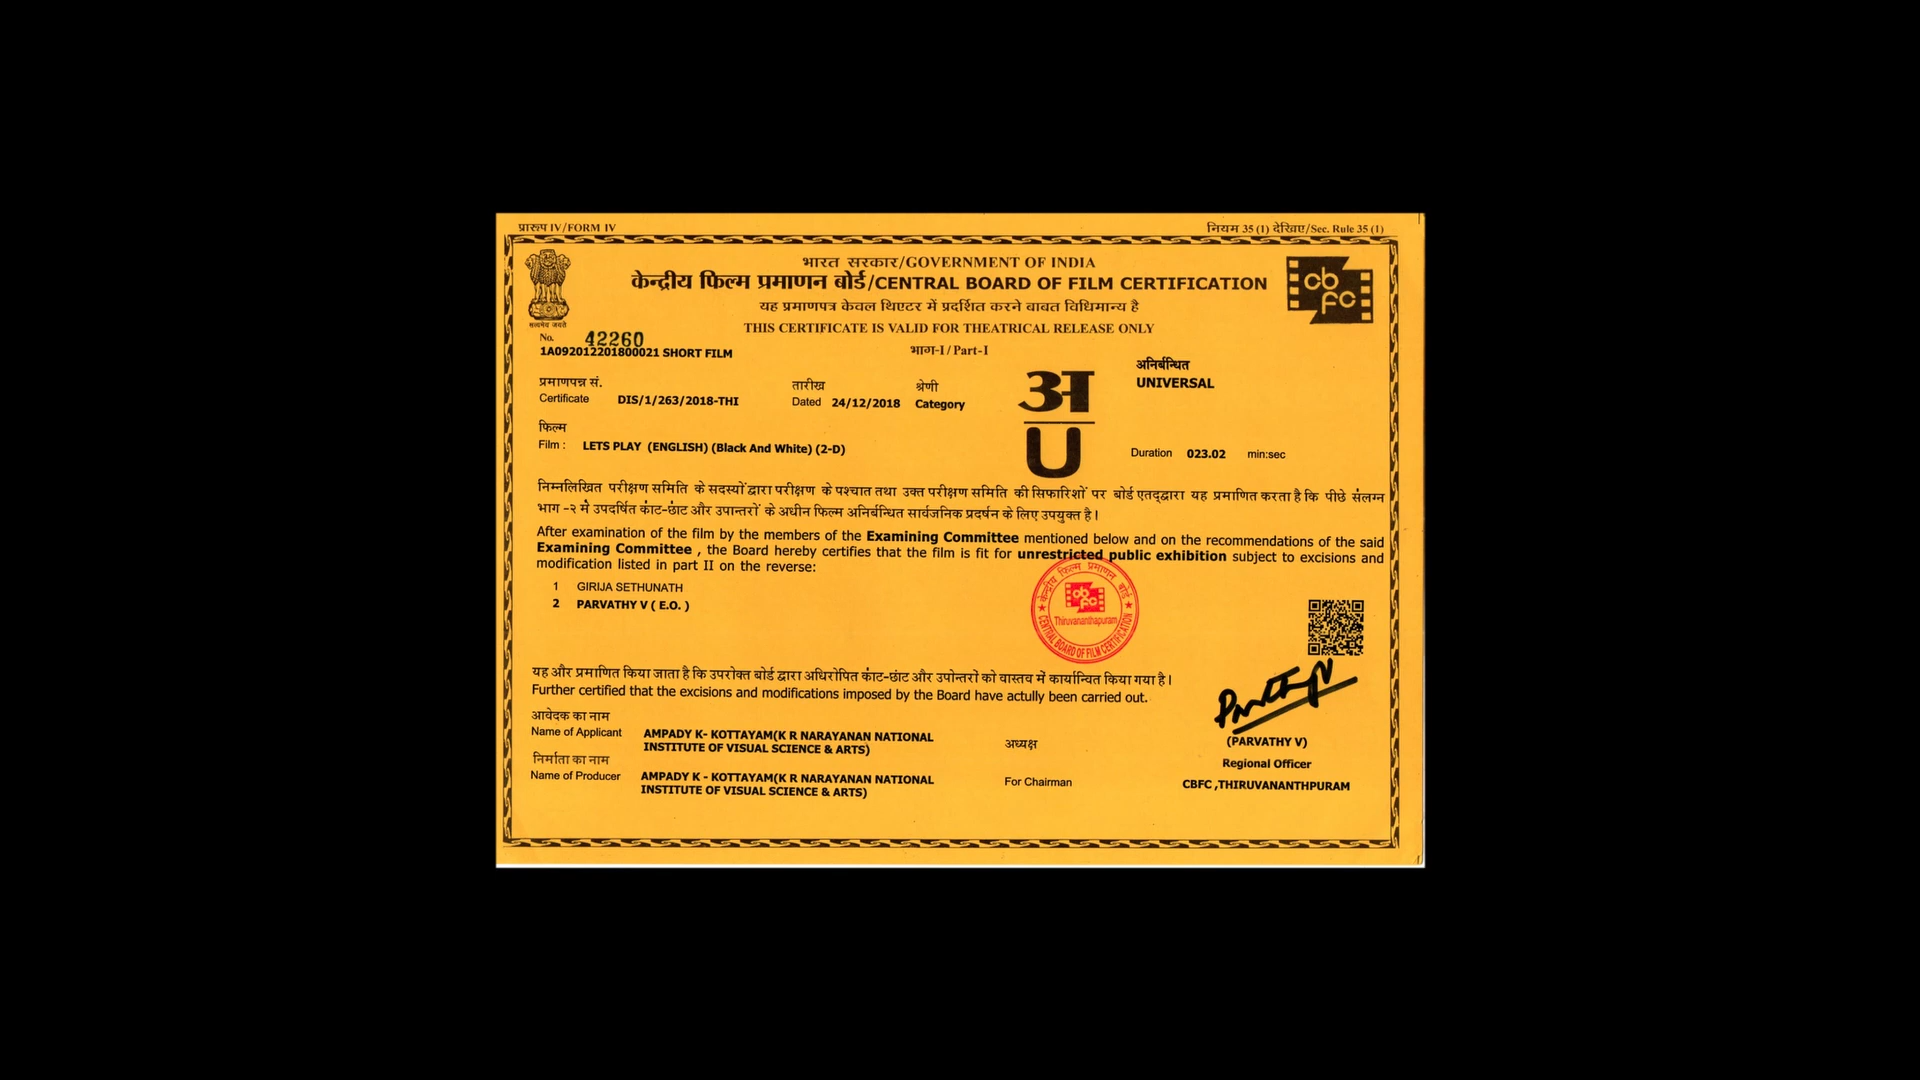 प्रारूप IV/FORM IV
नियम 35 (1) देखिए/Sec. Rule 35 (1)
भारत सरकार/GOVERNMENT OF INDIA
केन्द्रीय फिल्म प्रमाणन बोर्ड/CENTRAL BOARD OF FILM CERTIFICATION
cbfc
यह प्रमाणपत्र केवल थिएटर में प्रदर्शित करने बाबत विधिमान्य है
सत्यमेव जयते
THIS CERTIFICATE IS VALID FOR THEATRICAL RELEASE ONLY
No. 42260
1A092012201800021 SHORT FILM
भाग-I / Part-I
अनिर्बन्धित
UNIVERSAL
प्रमाणपत्र सं. तारीख श्रेणी
Certificate DIS/1/263/2018-THI Dated 24/12/2018 Category
अ
U
फिल्म
Film : LETS PLAY (ENGLISH) (Black And White) (2-D)
Duration 023.02 min:sec
निम्नलिखित परीक्षण समिति के सदस्यों द्वारा परीक्षण के पश्चात तथा उक्त परीक्षण समिति की सिफारिशों पर बोर्ड एतद्द्वारा यह प्रमाणित करता है कि पीछे संलग्न
भाग -२ में उपदर्षित कांट-छांट और उपान्तरों के अधीन फिल्म अनिर्बन्धित सार्वजनिक प्रदर्षन के लिए उपयुक्त है।
After examination of the film by the members of the Examining Committee mentioned below and on the recommendations of the said
Examining Committee , the Board hereby certifies that the film is fit for unrestricted public exhibition subject to excisions and
modification listed in part II on the reverse:
1 GIRIJA SETHUNATH
2 PARVATHY V ( E.O. )
केन्द्रीय फिल्म प्रमाणन बोर्ड
cbfc
Thiruvananthapuram
CENTRAL BOARD OF FILM CERTIFICATION
यह और प्रमाणित किया जाता है कि उपरोक्त बोर्ड द्वारा अधिरोपित कांट-छांट और उपोन्तरों को वास्तव में कार्यान्वित किया गया है।
Further certified that the excisions and modifications imposed by the Board have actully been carried out.
आवेदक का नाम
Name of Applicant AMPADY K- KOTTAYAM(K R NARAYANAN NATIONAL
INSTITUTE OF VISUAL SCIENCE & ARTS)
अध्यक्ष
(PARVATHY V)
निर्माता का नाम
Regional Officer
Name of Producer AMPADY K - KOTTAYAM(K R NARAYANAN NATIONAL
INSTITUTE OF VISUAL SCIENCE & ARTS)
For Chairman
CBFC ,THIRUVANANTHPURAM